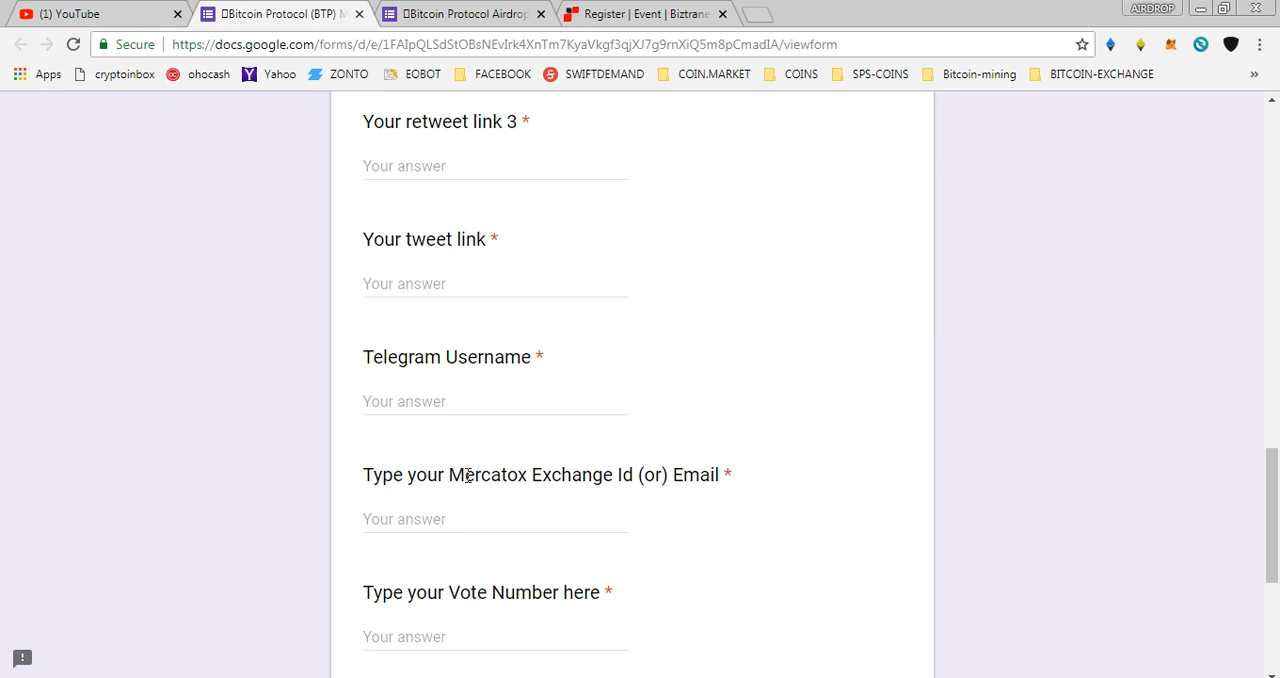 (1) YouTube
Bitcoin Protocol (BTP) M
Bitcoin Protocol Airdrop
Register | Event | Biztrane
AIRDROP
Secure
https://docs.google.com/forms/d/e/1FAIpQLSdStOBsNEvIrk4XnTm7KyaVkgf3qjXJ7g9rnXiQ5m8pCmadIA/viewform
Apps
cryptoinbox
ohocash
Yahoo
ZONTO
EOBOT
FACEBOOK
SWIFTDEMAND
COIN.MARKET
COINS
SPS-COINS
Bitcoin-mining
BITCOIN-EXCHANGE
»
Your retweet link 3 *
Your answer
Your tweet link *
Your answer
Telegram Username *
Your answer
Type your Mercatox Exchange Id (or) Email *
Your answer
Type your Vote Number here *
Your answer